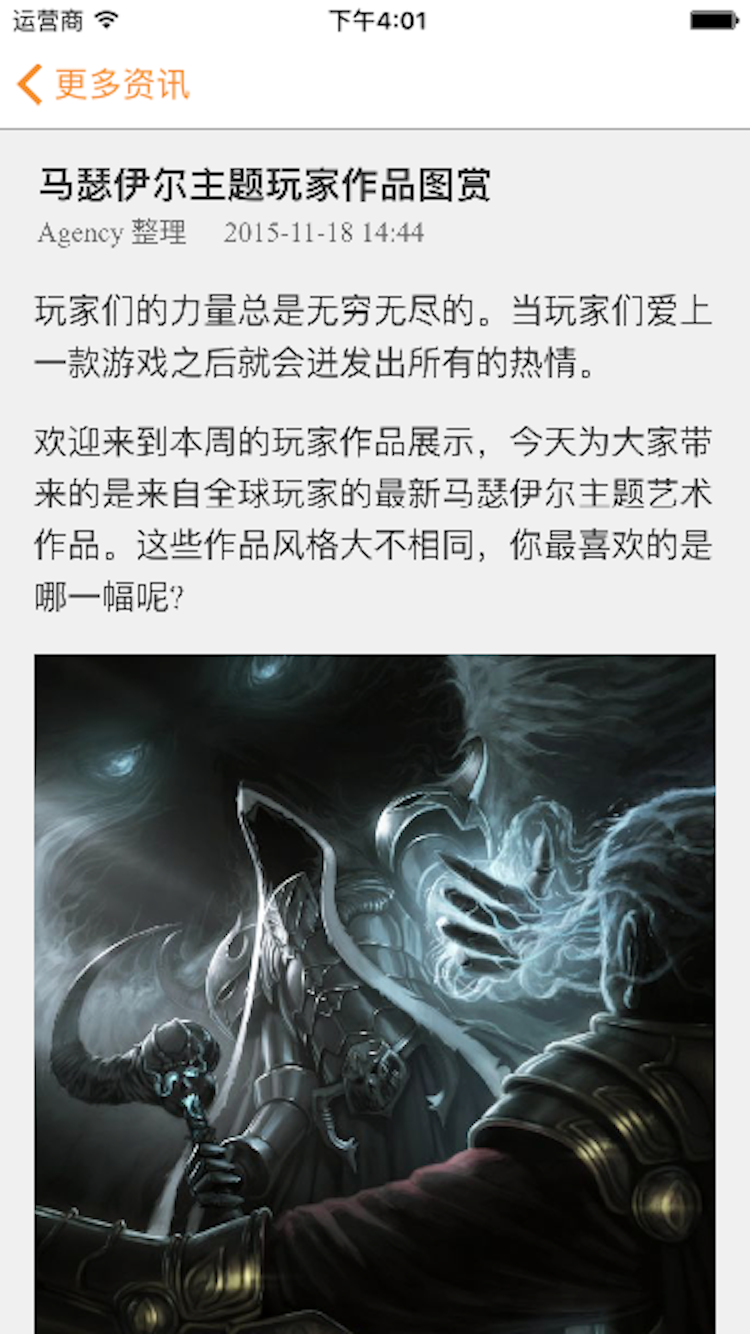 运营商 下午4:01
更多资讯
马瑟伊尔主题玩家作品图赏
Agency 整理 2015-11-18 14:44
玩家们的力量总是无穷无尽的。当玩家们爱上
一款游戏之后就会迸发出所有的热情。
欢迎来到本周的玩家作品展示，今天为大家带
来的是来自全球玩家的最新马瑟伊尔主题艺术
作品。这些作品风格大不相同，你最喜欢的是
哪一幅呢？